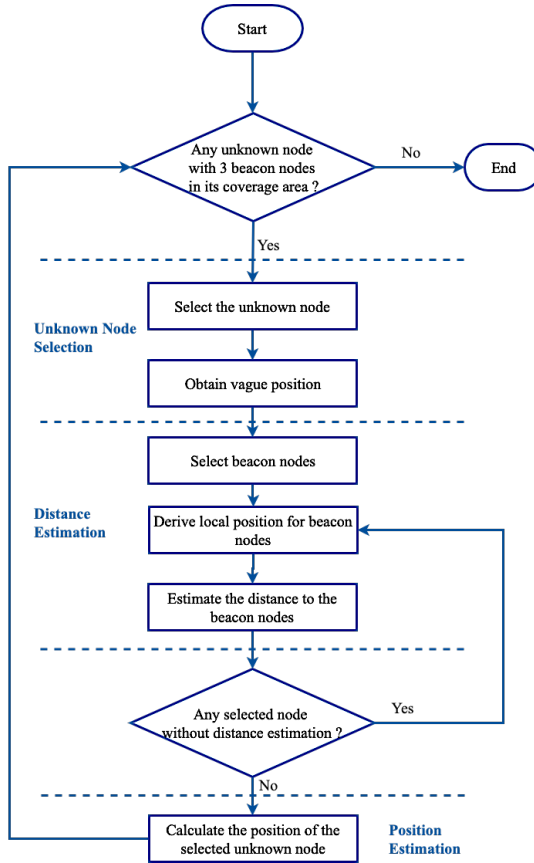 Start
Any unknown node
with 3 beacon nodes
in its coverage area ?
No
End
Yes
Select the unknown node
Unknown Node
Selection
Obtain vague position
Select beacon nodes
Distance
Estimation
Derive local position for beacon
nodes
Estimate the distance to the
beacon nodes
Any selected node
without distance estimation ?
Yes
No
Calculate the position of the
selected unknown node
Position
Estimation